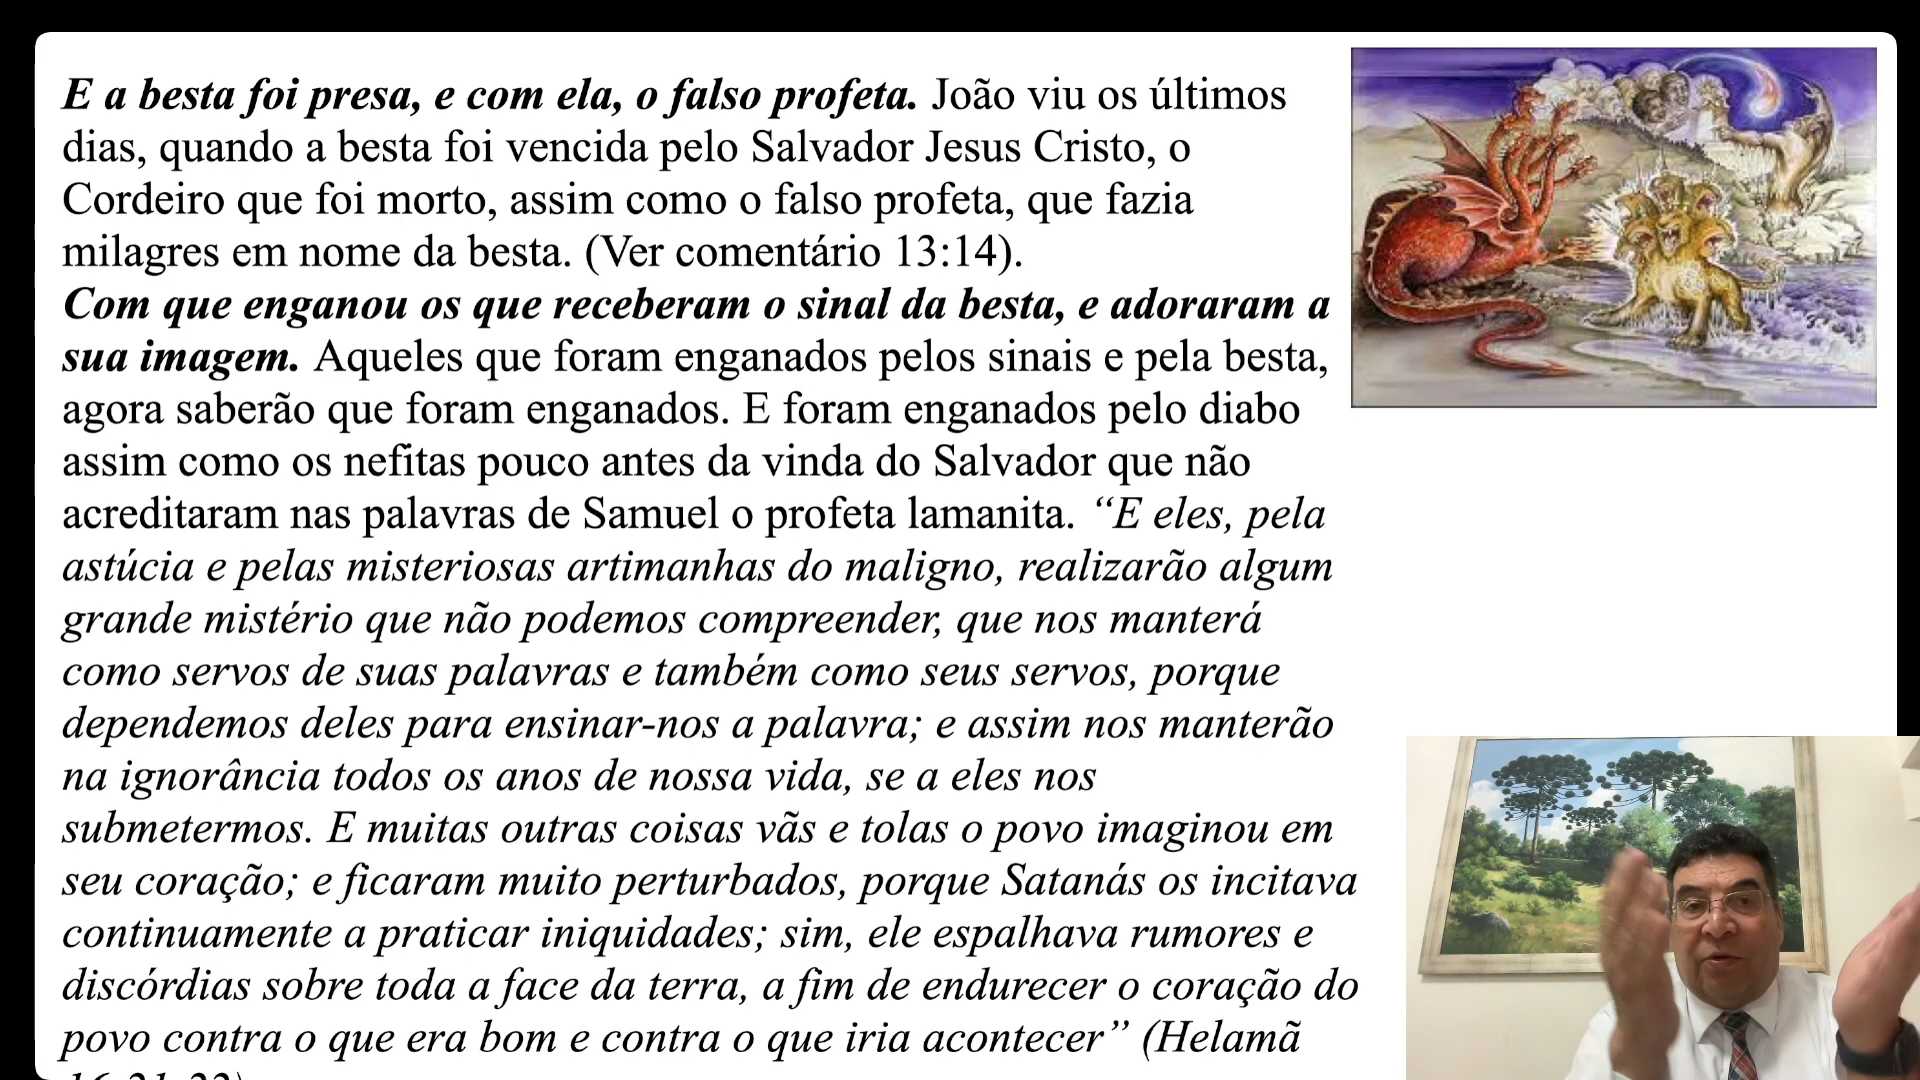 E a besta foi presa, e com ela, o falso profeta. João viu os últimos
dias, quando a besta foi vencida pelo Salvador Jesus Cristo, o
Cordeiro que foi morto, assim como o falso profeta, que fazia
milagres em nome da besta. (Ver comentário 13:14).
Com que enganou os que receberam o sinal da besta, e adoraram a
sua imagem. Aqueles que foram enganados pelos sinais e pela besta,
agora saberão que foram enganados. E foram enganados pelo diabo
assim como os nefitas pouco antes da vinda do Salvador que não
acreditaram nas palavras de Samuel o profeta lamanita. “E eles, pela
astúcia e pelas misteriosas artimanhas do maligno, realizarão algum
grande mistério que não podemos compreender, que nos manterá
como servos de suas palavras e também como seus servos, porque
dependemos deles para ensinar-nos a palavra; e assim nos manterão
na ignorância todos os anos de nossa vida, se a eles nos
submetermos. E muitas outras coisas vãs e tolas o povo imaginou em
seu coração; e ficaram muito perturbados, porque Satanás os incitava
continuamente a praticar iniquidades; sim, ele espalhava rumores e
discórdias sobre toda a face da terra, a fim de endurecer o coração do
povo contra o que era bom e contra o que iria acontecer” (Helamã